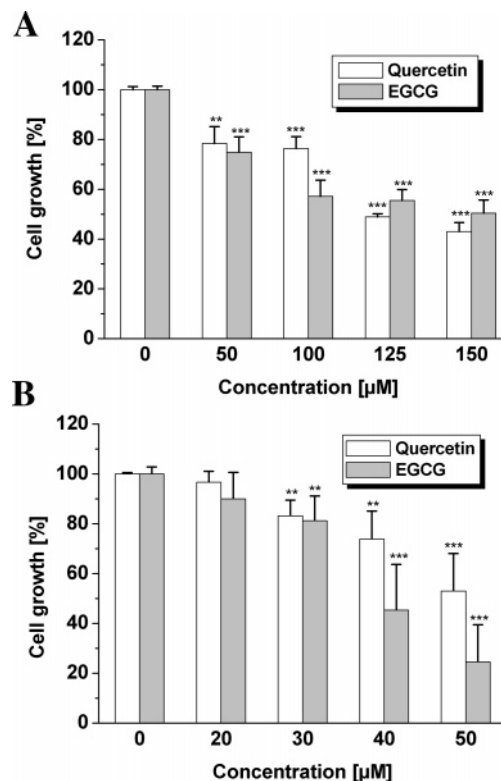 A
120
100
80
60
40
20
0
Cell growth [%]
Quercetin
EGCG
** *** *** *** *** *** *** ***
0 50 100 125 150
Concentration [µM]
B
120
100
80
60
40
20
0
Cell growth [%]
Quercetin
EGCG
** ** ** *** *** ***
0 20 30 40 50
Concentration [µM]